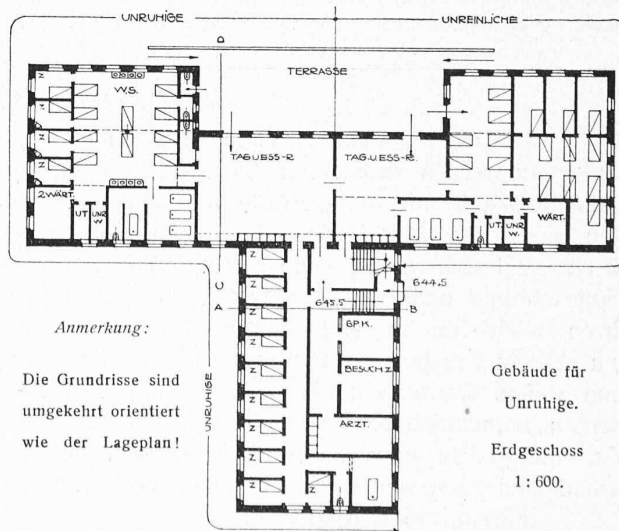 UNRUHIGE
UNREINLICHE
D
TERRASSE
Z
W.S.
Z
Z
Z
TAG U. ESS-R.
TAG. U. ESS-R.
2 WÄRT.
UT.
UNR.
W.
UT.
UNR.
W.
WÄRT.
C
A
B
644.5
645.5
Z
Z
Z
Z
Z
Z
Z
Z
Z
Z
SP.K.
BESUCH Z.
ARZT
UNRUHIGE
Anmerkung:
Die Grundrisse sind
umgekehrt orientiert
wie der Lageplan!
Gebäude für
Unruhige.
Erdgeschoss
1 : 600.